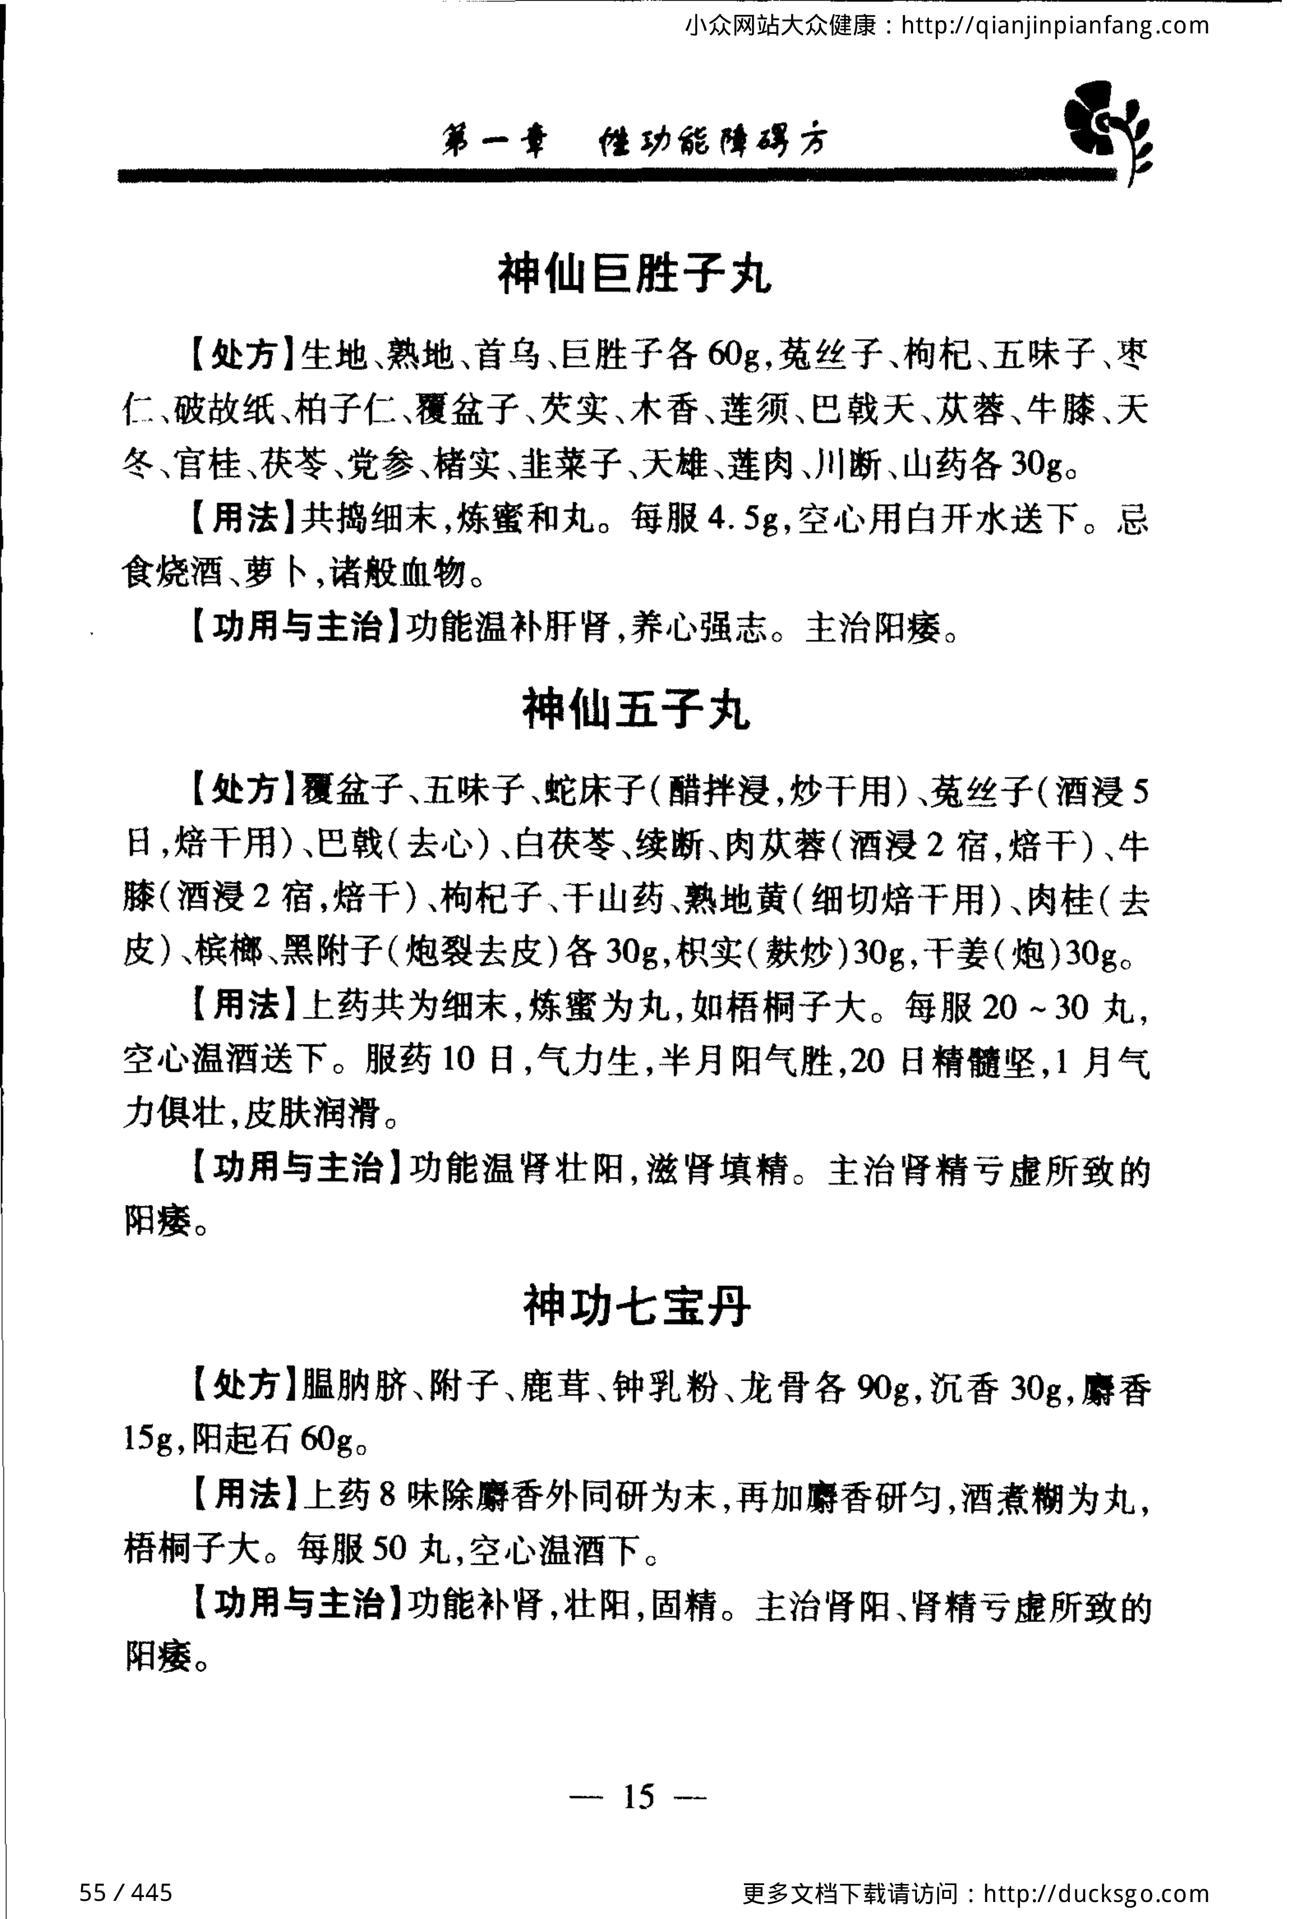 小众网站大众健康：http://qianjinpianfang.com
第一章 性功能障碍方
神仙巨胜子丸
【处方】生地、熟地、首乌、巨胜子各 60g,菟丝子、枸杞、五味子、枣
仁、破故纸、柏子仁、覆盆子、芡实、木香、莲须、巴戟天、苁蓉、牛膝、天
冬、官桂、茯苓、党参、楮实、韭菜子、天雄、莲肉、川断、山药各 30g。
【用法】共捣细末,炼蜜和丸。每服 4.5g,空心用白开水送下。忌
食烧酒、萝卜,诸般血物。
【功用与主治】功能温补肝肾,养心强志。主治阳痿。
神仙五子丸
【处方】覆盆子、五味子、蛇床子(醋拌浸,炒干用)、菟丝子(酒浸 5
日,焙干用)、巴戟(去心)、白茯苓、续断、肉苁蓉(酒浸 2 宿,焙干)、牛
膝(酒浸 2 宿,焙干)、枸杞子、干山药、熟地黄(细切焙干用)、肉桂(去
皮)、槟榔、黑附子(炮裂去皮)各 30g,枳实(麸炒)30g,干姜(炮)30g。
【用法】上药共为细末,炼蜜为丸,如梧桐子大。每服 20～30 丸,
空心温酒送下。服药 10 日,气力生,半月阳气胜,20 日精髓坚,1 月气
力俱壮,皮肤润滑。
【功用与主治】功能温肾壮阳,滋肾填精。主治肾精亏虚所致的
阳痿。
神功七宝丹
【处方】腽肭脐、附子、鹿茸、钟乳粉、龙骨各 90g,沉香 30g,麝香
15g,阳起石 60g。
【用法】上药 8 味除麝香外同研为末,再加麝香研匀,酒煮糊为丸,
梧桐子大。每服 50 丸,空心温酒下。
【功用与主治】功能补肾,壮阳,固精。主治肾阳、肾精亏虚所致的
阳痿。
— 15 —
55 / 445
更多文档下载请访问：http://ducksgo.com